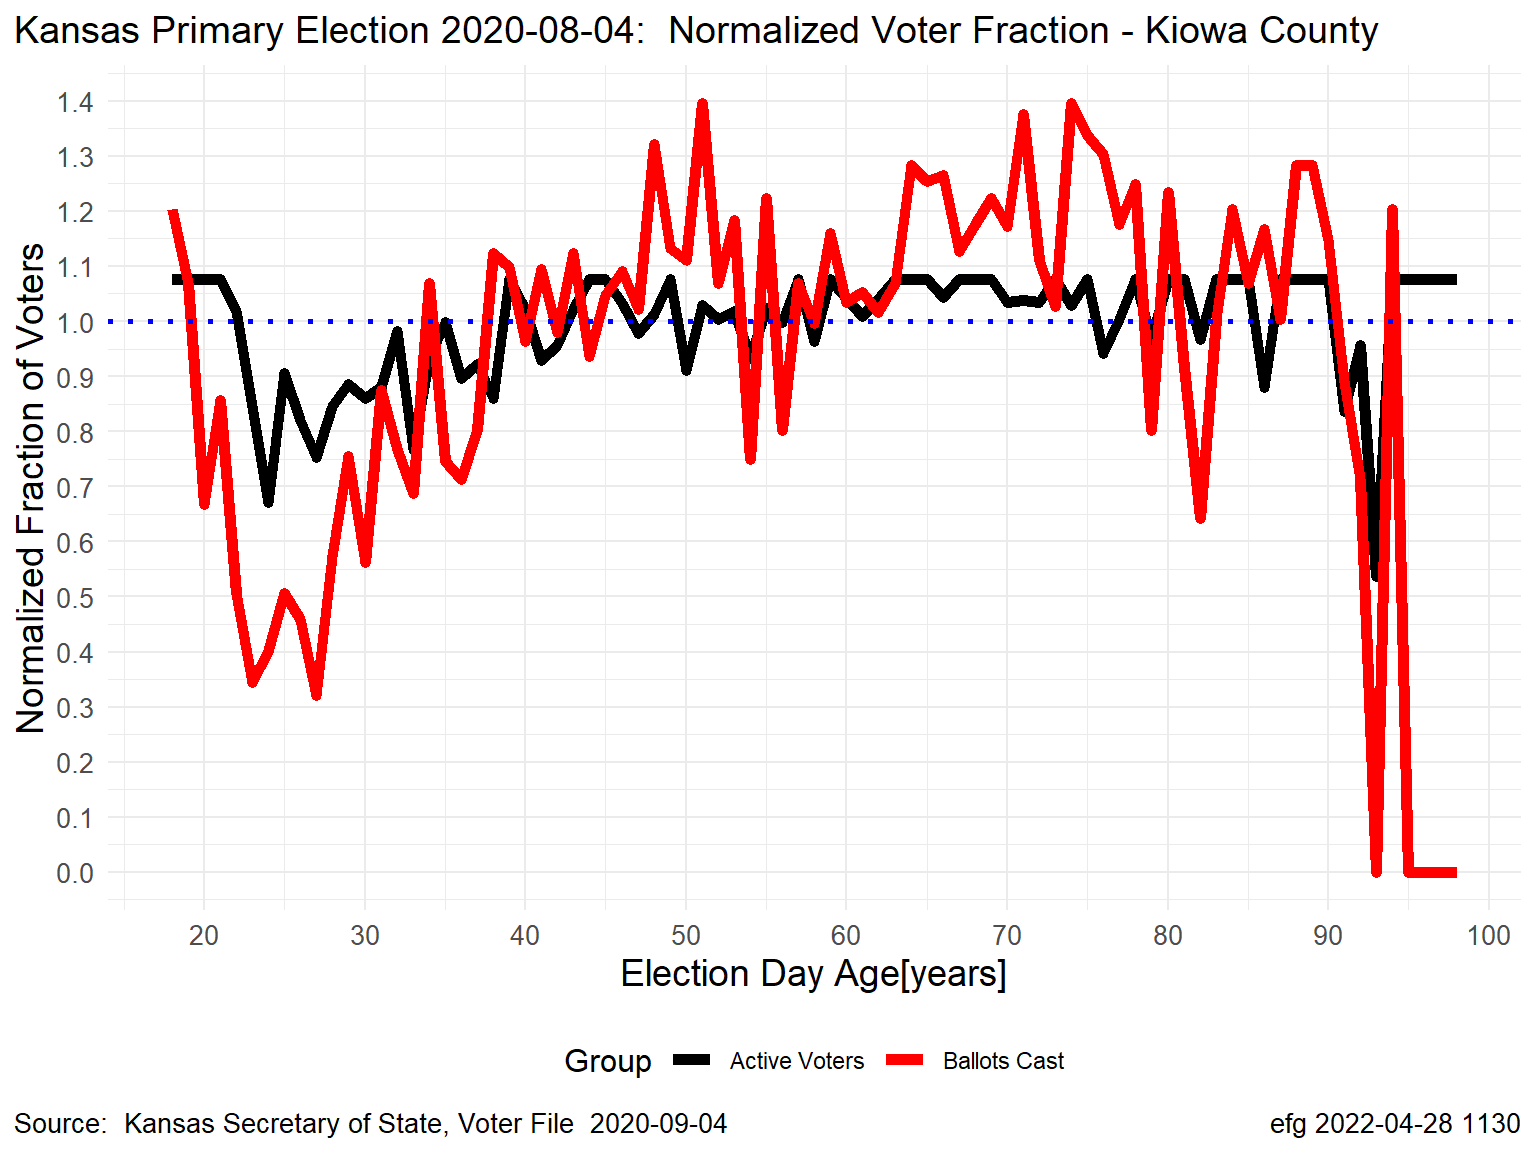 Kansas Primary Election 2020-08-04:  Normalized Voter Fraction - Kiowa County
Normalized Fraction of Voters
1.4
1.3
1.2
1.1
1.0
0.9
0.8
0.7
0.6
0.5
0.4
0.3
0.2
0.1
0.0
20 30 40 50 60 70 80 90 100
Election Day Age[years]
Group Active Voters Ballots Cast
Source:  Kansas Secretary of State, Voter File  2020-09-04
efg 2022-04-28 1130